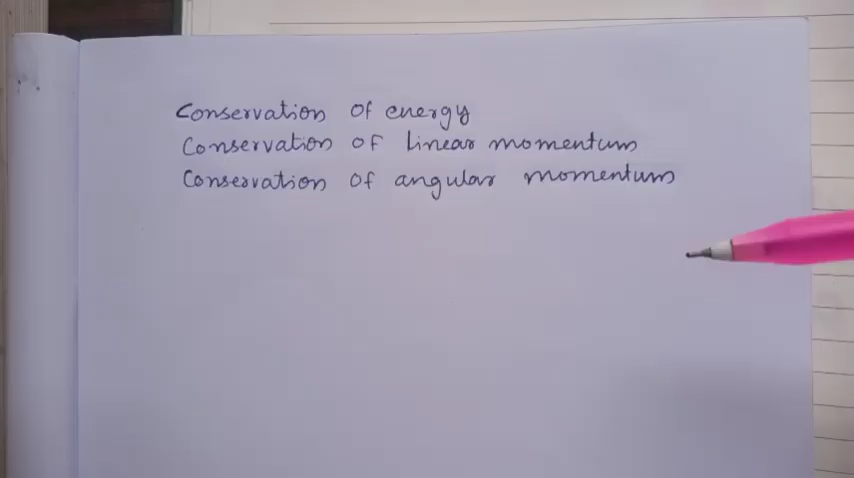 Conservation of energy
Conservation of linear momentum
Conservation of angular momentum